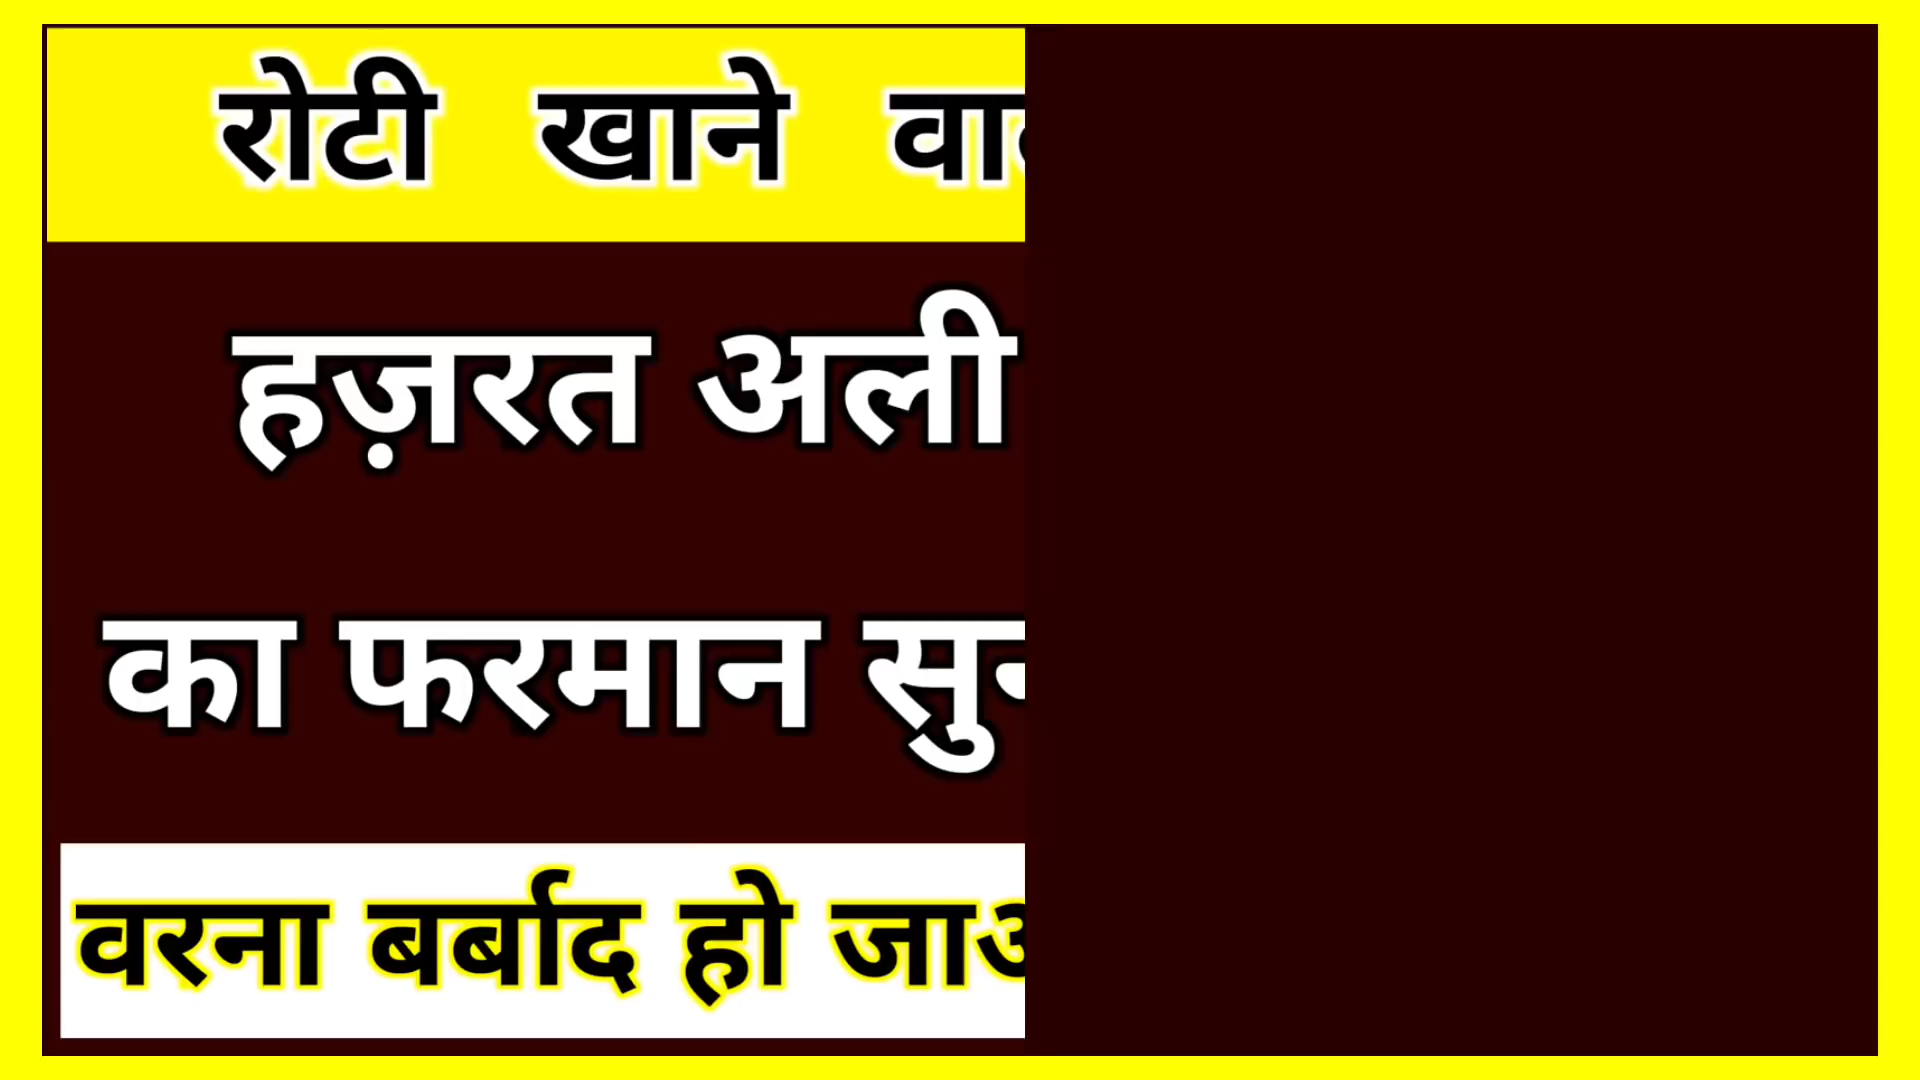 रोटी खाने
हज़रत अली
का फरमान
वरना बर्बाद हो